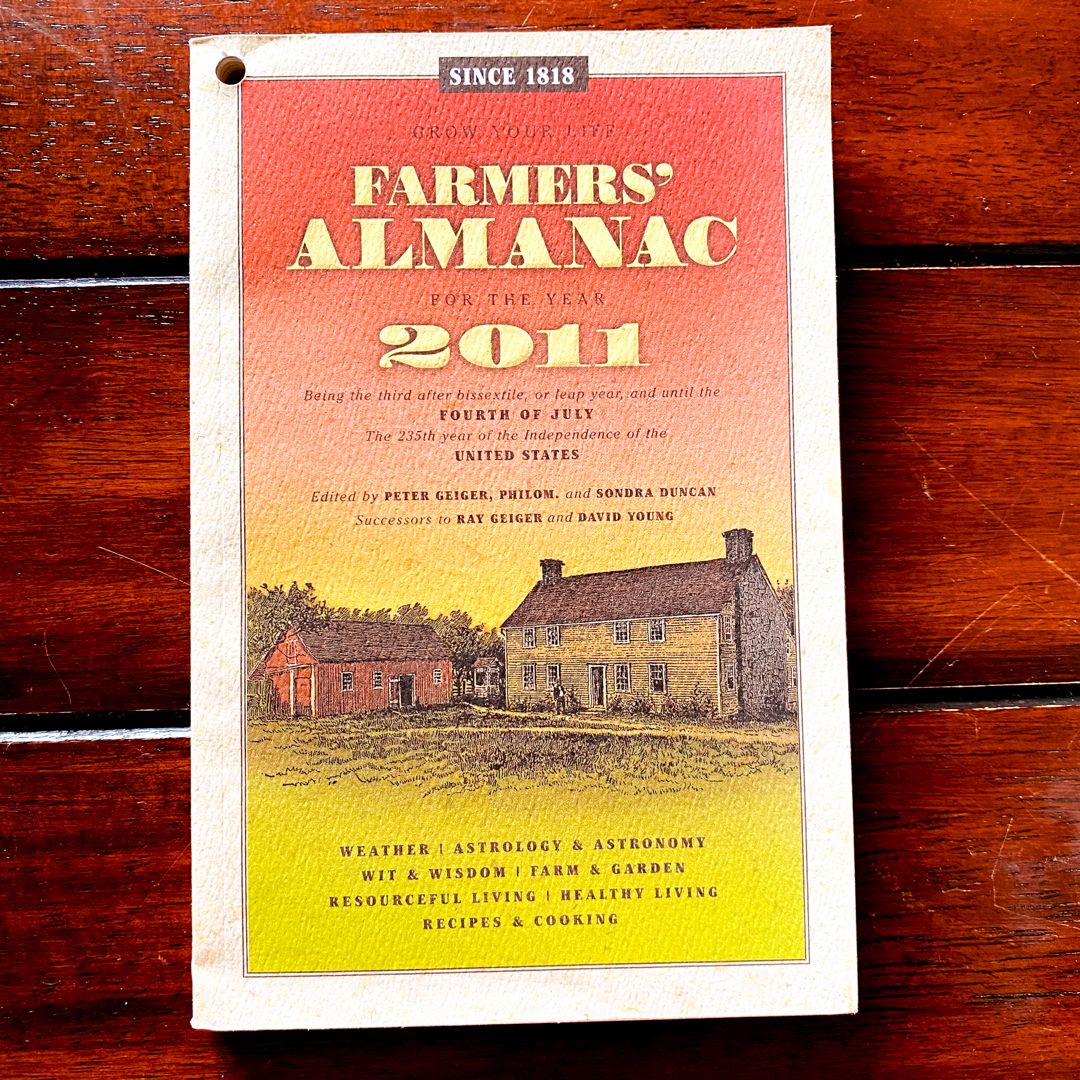 SINCE 1818
GROW YOUR LIFE
FARMERS'
ALMANAC
FOR THE YEAR
2011
Being the third after bissextile, or leap year, and until the
FOURTH OF JULY
The 235th year of the Independence of the
UNITED STATES
Edited by PETER GEIGER, PHILOM. and SONDRA DUNCAN
Successors to RAY GEIGER and DAVID YOUNG
WEATHER | ASTROLOGY & ASTRONOMY
WIT & WISDOM | FARM & GARDEN
RESOURCEFUL LIVING | HEALTHY LIVING
RECIPES & COOKING